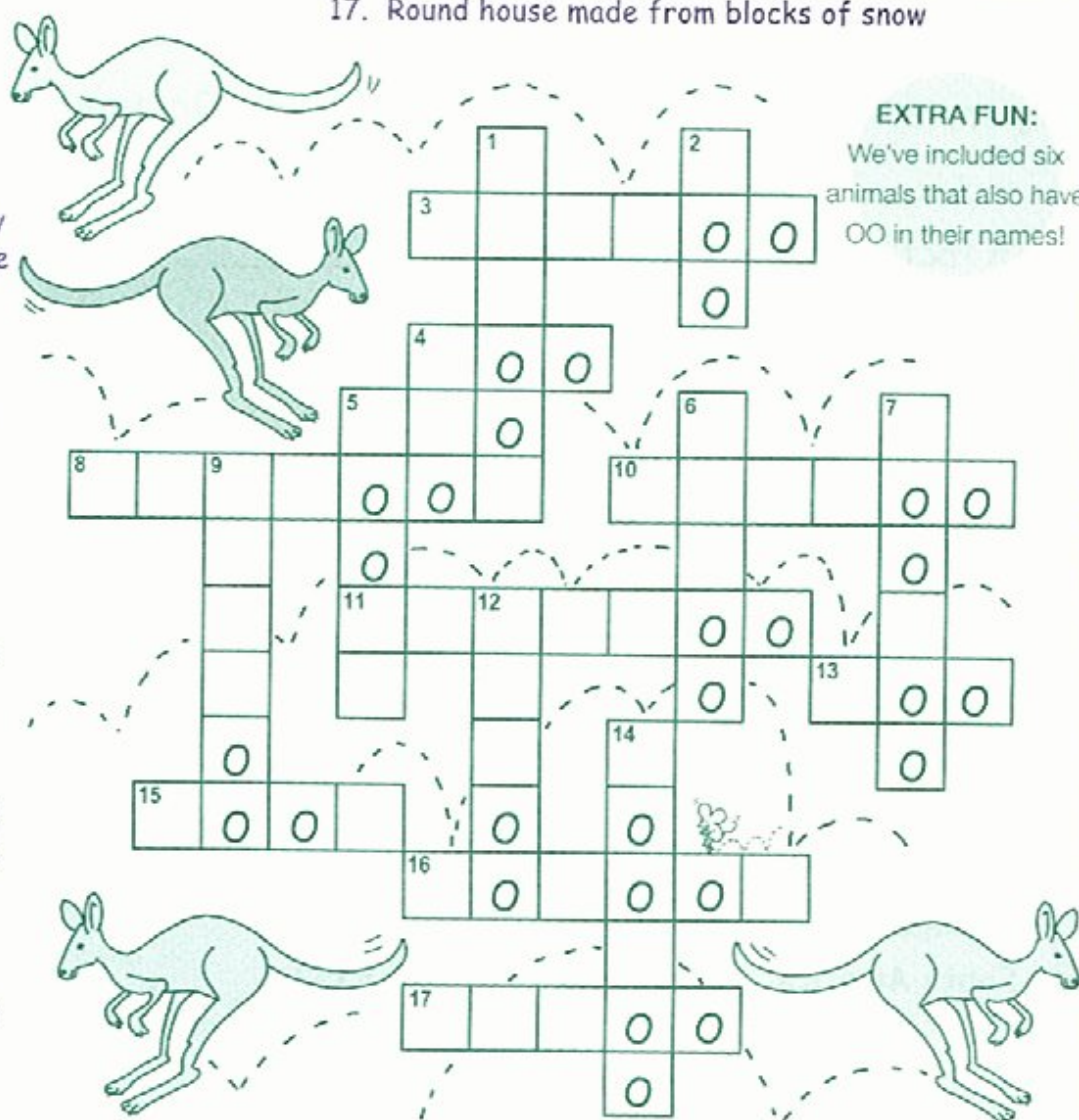 17. Round house made from blocks of snow
EXTRA FUN:
We've included six
animals that also have
OO in their names!
1 2
3 O O
O
4 O O
5 O 6 7
8 9 O O 10 O O
O O
11 12 O O
O 13 O O
O 14 O
15 O O O O
16 O O O
17 O O
O